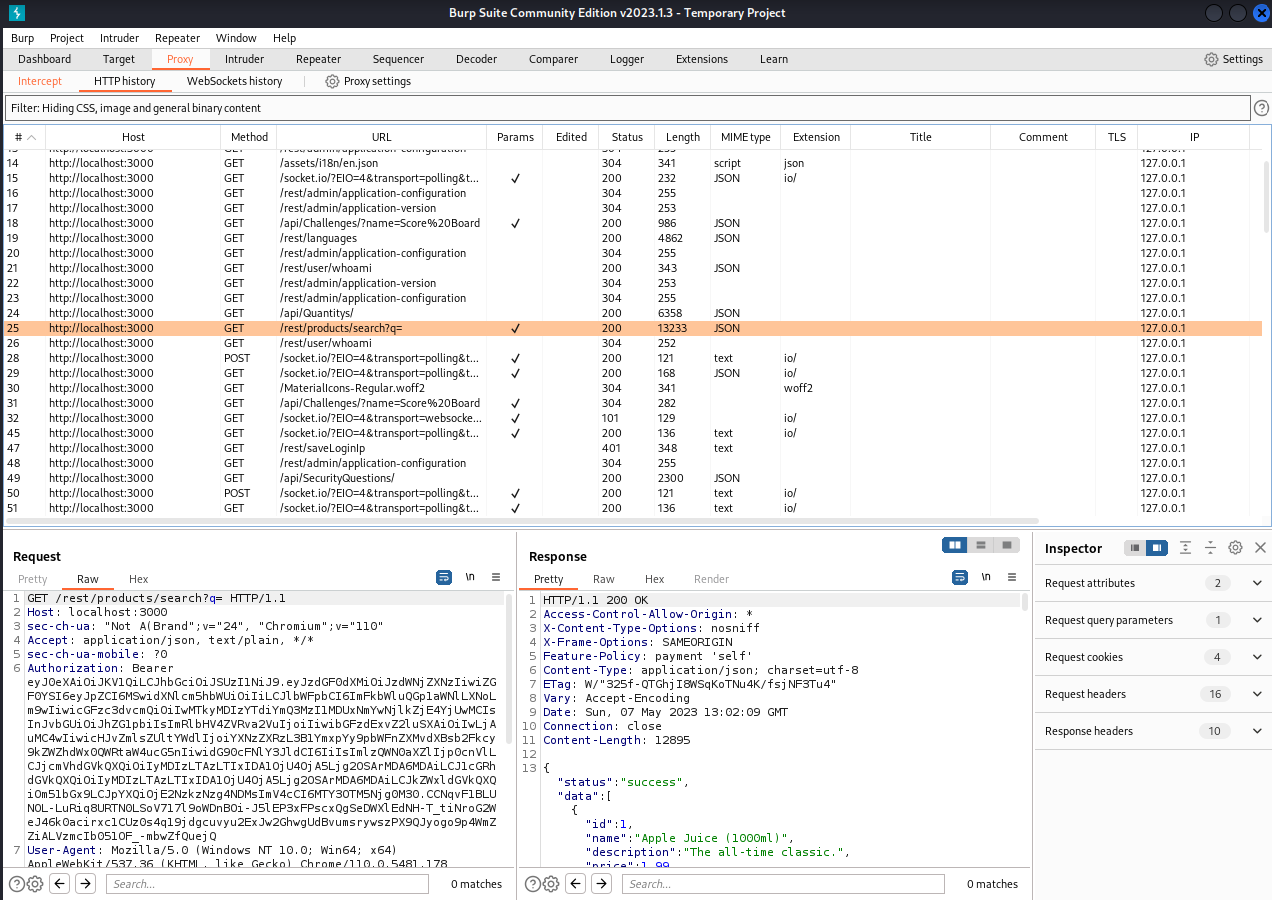 Burp Suite Community Edition v2023.1.3 - Temporary Project
Burp Project Intruder Repeater Window Help
Dashboard Target Proxy Intruder Repeater Sequencer Decoder Comparer Logger Extensions Learn Settings
Intercept HTTP history WebSockets history Proxy settings
Filter: Hiding CSS, image and general binary content
# Host Method URL Params Edited Status Length MIME type Extension Title Comment TLS IP
14 http://localhost:3000 GET /assets/i18n/en.json 304 341 script json 127.0.0.1
15 http://localhost:3000 GET /socket.io/?EIO=4&transport=polling&t... ✓ 200 232 JSON io/ 127.0.0.1
16 http://localhost:3000 GET /rest/admin/application-configuration 304 255 127.0.0.1
17 http://localhost:3000 GET /rest/admin/application-version 304 253 127.0.0.1
18 http://localhost:3000 GET /api/Challenges/?name=Score%20Board ✓ 200 986 JSON 127.0.0.1
19 http://localhost:3000 GET /rest/languages 200 4862 JSON 127.0.0.1
20 http://localhost:3000 GET /rest/admin/application-configuration 304 255 127.0.0.1
21 http://localhost:3000 GET /rest/user/whoami 200 343 JSON 127.0.0.1
22 http://localhost:3000 GET /rest/admin/application-version 304 253 127.0.0.1
23 http://localhost:3000 GET /rest/admin/application-configuration 304 255 127.0.0.1
24 http://localhost:3000 GET /api/Quantitys/ 200 6358 JSON 127.0.0.1
25 http://localhost:3000 GET /rest/products/search?q= ✓ 200 13233 JSON 127.0.0.1
26 http://localhost:3000 GET /rest/user/whoami 304 252 127.0.0.1
28 http://localhost:3000 POST /socket.io/?EIO=4&transport=polling&t... ✓ 200 121 text io/ 127.0.0.1
29 http://localhost:3000 GET /socket.io/?EIO=4&transport=polling&t... ✓ 200 168 JSON io/ 127.0.0.1
30 http://localhost:3000 GET /MaterialIcons-Regular.woff2 304 341 woff2 127.0.0.1
31 http://localhost:3000 GET /api/Challenges/?name=Score%20Board ✓ 304 282 127.0.0.1
32 http://localhost:3000 GET /socket.io/?EIO=4&transport=websocke... ✓ 101 129 io/ 127.0.0.1
45 http://localhost:3000 GET /socket.io/?EIO=4&transport=polling&t... ✓ 200 136 text io/ 127.0.0.1
47 http://localhost:3000 GET /rest/saveLoginIp 401 348 text 127.0.0.1
48 http://localhost:3000 GET /rest/admin/application-configuration 304 255 127.0.0.1
49 http://localhost:3000 GET /api/SecurityQuestions/ 200 2300 JSON 127.0.0.1
50 http://localhost:3000 POST /socket.io/?EIO=4&transport=polling&t... ✓ 200 121 text io/ 127.0.0.1
51 http://localhost:3000 GET /socket.io/?EIO=4&transport=polling&t... ✓ 200 136 text io/ 127.0.0.1
Request
Pretty Raw Hex \n
1 GET /rest/products/search?q= HTTP/1.1
2 Host: localhost:3000
3 sec-ch-ua: "Not A(Brand";v="24", "Chromium";v="110"
4 Accept: application/json, text/plain, */*
5 sec-ch-ua-mobile: ?0
6 Authorization: Bearer
7 User-Agent: Mozilla/5.0 (Windows NT 10.0; Win64; x64)
AppleWebKit/537.36 (KHTML, like Gecko) Chrome/110.0.5481.178
Search... 0 matches
Response
Pretty Raw Hex Render \n
1 HTTP/1.1 200 OK
2 Access-Control-Allow-Origin: *
3 X-Content-Type-Options: nosniff
4 X-Frame-Options: SAMEORIGIN
5 Feature-Policy: payment 'self'
6 Content-Type: application/json; charset=utf-8
7 ETag: W/"325f-QTGhjI8WSqKoTNu4K/fsjNF3Tu4"
8 Vary: Accept-Encoding
9 Date: Sun, 07 May 2023 13:02:09 GMT
10 Connection: close
11 Content-Length: 12895
12
13 {
"status":"success",
"data":[
{
"id":1,
"name":"Apple Juice (1000ml)",
"description":"The all-time classic.",
"price":1.99
Search... 0 matches
Inspector
Request attributes 2
Request query parameters 1
Request cookies 4
Request headers 16
Response headers 10